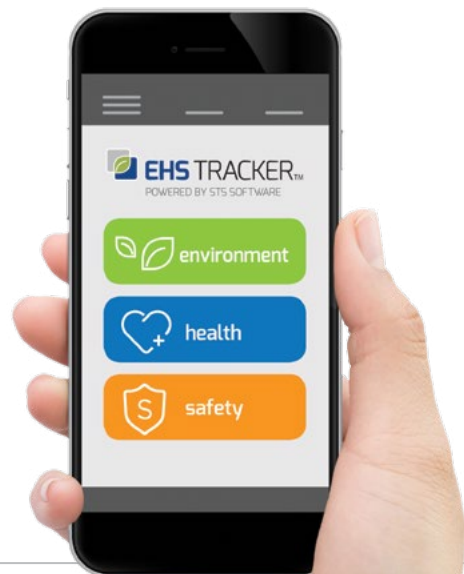 EHS TRACKER™
POWERED BY STS SOFTWARE
environment
health
S safety